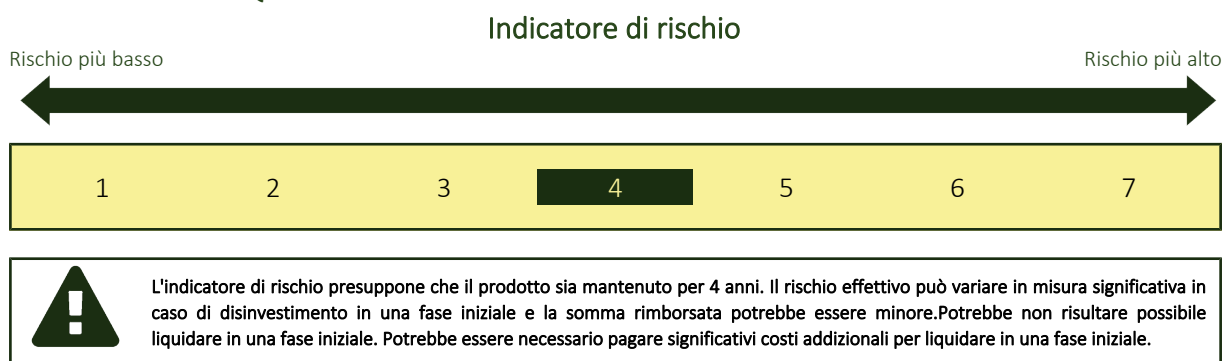 Indicatore di rischio
Rischio più basso
Rischio più alto
1 2 3 4 5 6 7
L'indicatore di rischio presuppone che il prodotto sia mantenuto per 4 anni. Il rischio effettivo può variare in misura significativa in
caso di disinvestimento in una fase iniziale e la somma rimborsata potrebbe essere minore.Potrebbe non risultare possibile
liquidare in una fase iniziale. Potrebbe essere necessario pagare significativi costi addizionali per liquidare in una fase iniziale.